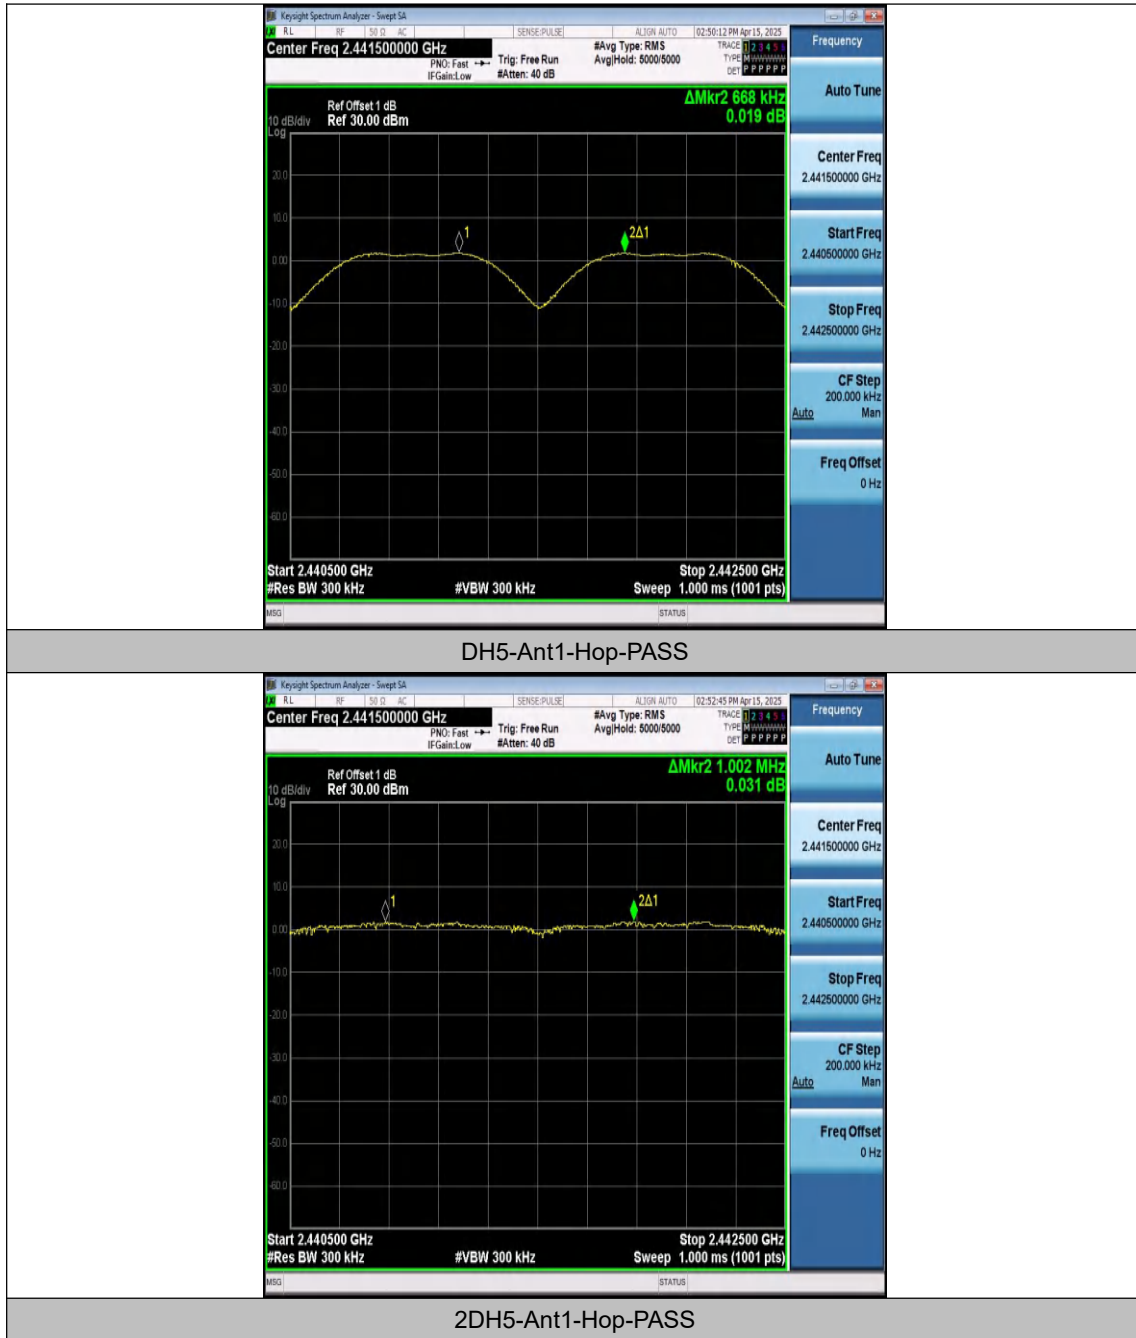 Keysight Spectrum Analyzer - Swept SA
RL RF 50 Ω AC SENSE:PULSE ALIGN AUTO 02:50:12 PM Apr 15, 2025
Center Freq 2.441500000 GHz #Avg Type: RMS TRACE 1 2 3 4 5 6
PNO: Fast Trig: Free Run Avg|Hold: 5000/5000 TYPE M WWWWW
IFGain:Low #Atten: 40 dB DET P P P P P P
Frequency
Auto Tune
ΔMkr2 668 kHz
0.019 dB
Ref Offset 1 dB
10 dB/div Ref 30.00 dBm
Log
20.0
10.0
0.00
-10.0
-20.0
-30.0
-40.0
-50.0
-60.0
1
2Δ1
Center Freq
2.441500000 GHz
Start Freq
2.440500000 GHz
Stop Freq
2.442500000 GHz
CF Step
200.000 kHz
Auto Man
Freq Offset
0 Hz
Start 2.440500 GHz Stop 2.442500 GHz
#Res BW 300 kHz #VBW 300 kHz Sweep 1.000 ms (1001 pts)
MSG STATUS
DH5-Ant1-Hop-PASS
Keysight Spectrum Analyzer - Swept SA
RL RF 50 Ω AC SENSE:PULSE ALIGN AUTO 02:52:45 PM Apr 15, 2025
Center Freq 2.441500000 GHz #Avg Type: RMS TRACE 1 2 3 4 5 6
PNO: Fast Trig: Free Run Avg|Hold: 5000/5000 TYPE M WWWWW
IFGain:Low #Atten: 40 dB DET P P P P P P
Frequency
Auto Tune
ΔMkr2 1.002 MHz
0.031 dB
Ref Offset 1 dB
10 dB/div Ref 30.00 dBm
Log
20.0
10.0
0.00
-10.0
-20.0
-30.0
-40.0
-50.0
-60.0
1
2Δ1
Center Freq
2.441500000 GHz
Start Freq
2.440500000 GHz
Stop Freq
2.442500000 GHz
CF Step
200.000 kHz
Auto Man
Freq Offset
0 Hz
Start 2.440500 GHz Stop 2.442500 GHz
#Res BW 300 kHz #VBW 300 kHz Sweep 1.000 ms (1001 pts)
MSG STATUS
2DH5-Ant1-Hop-PASS